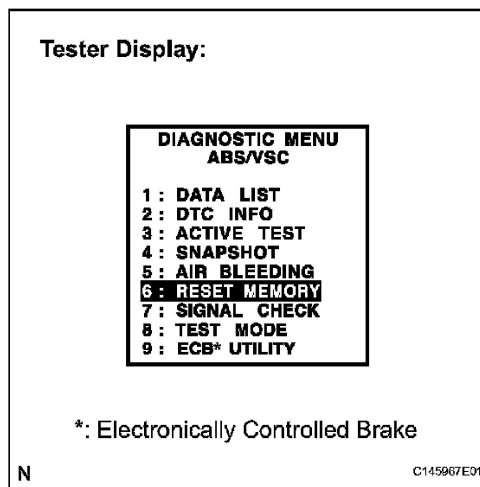 Tester Display:
DIAGNOSTIC MENU
ABS/VSC
1 : DATA LIST
2 : DTC INFO
3 : ACTIVE TEST
4 : SNAPSHOT
5 : AIR BLEEDING
6 : RESET MEMORY
7 : SIGNAL CHECK
8 : TEST MODE
9 : ECB* UTILITY
*: Electronically Controlled Brake
N
C145967E01